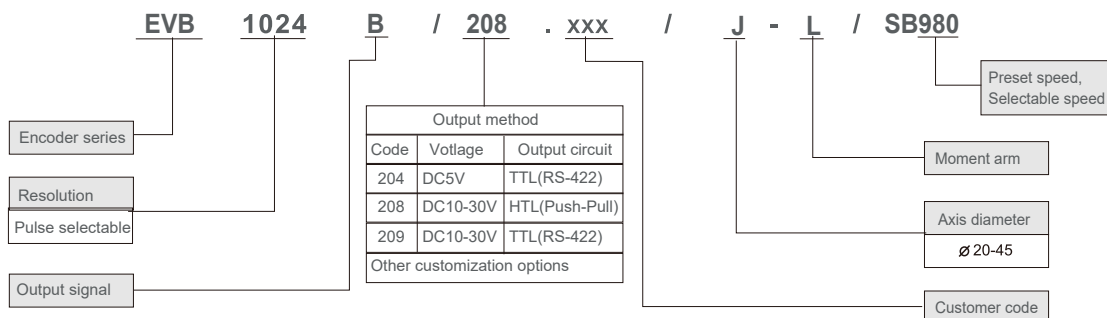 EVB 1024 B / 208 . xxx / J - L / SB980
Preset speed,
Selectable speed
Output method
Code Votlage Output circuit
204 DC5V TTL(RS-422)
208 DC10-30V HTL(Push-Pull)
209 DC10-30V TTL(RS-422)
Other customization options
Encoder series
Moment arm
Resolution
Pulse selectable
Axis diameter
ø 20-45
Output signal
Customer code